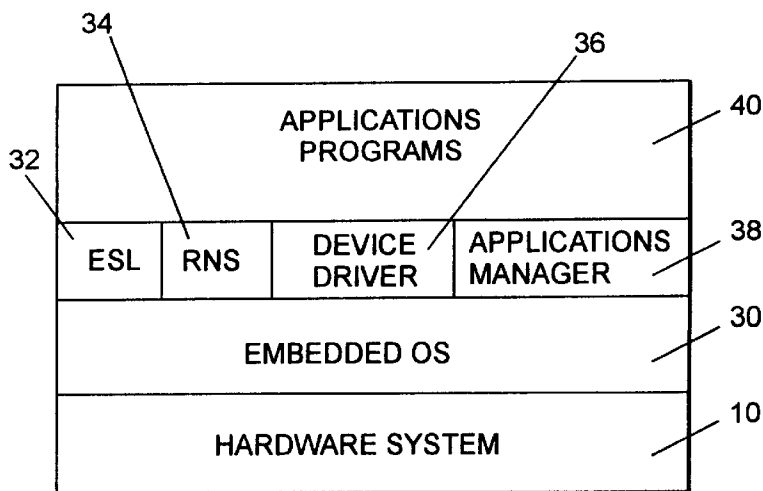 34
36
APPLICATIONS
PROGRAMS
40
32
ESL
RNS
DEVICE
DRIVER
APPLICATIONS
MANAGER
38
EMBEDDED OS
30
HARDWARE SYSTEM
10